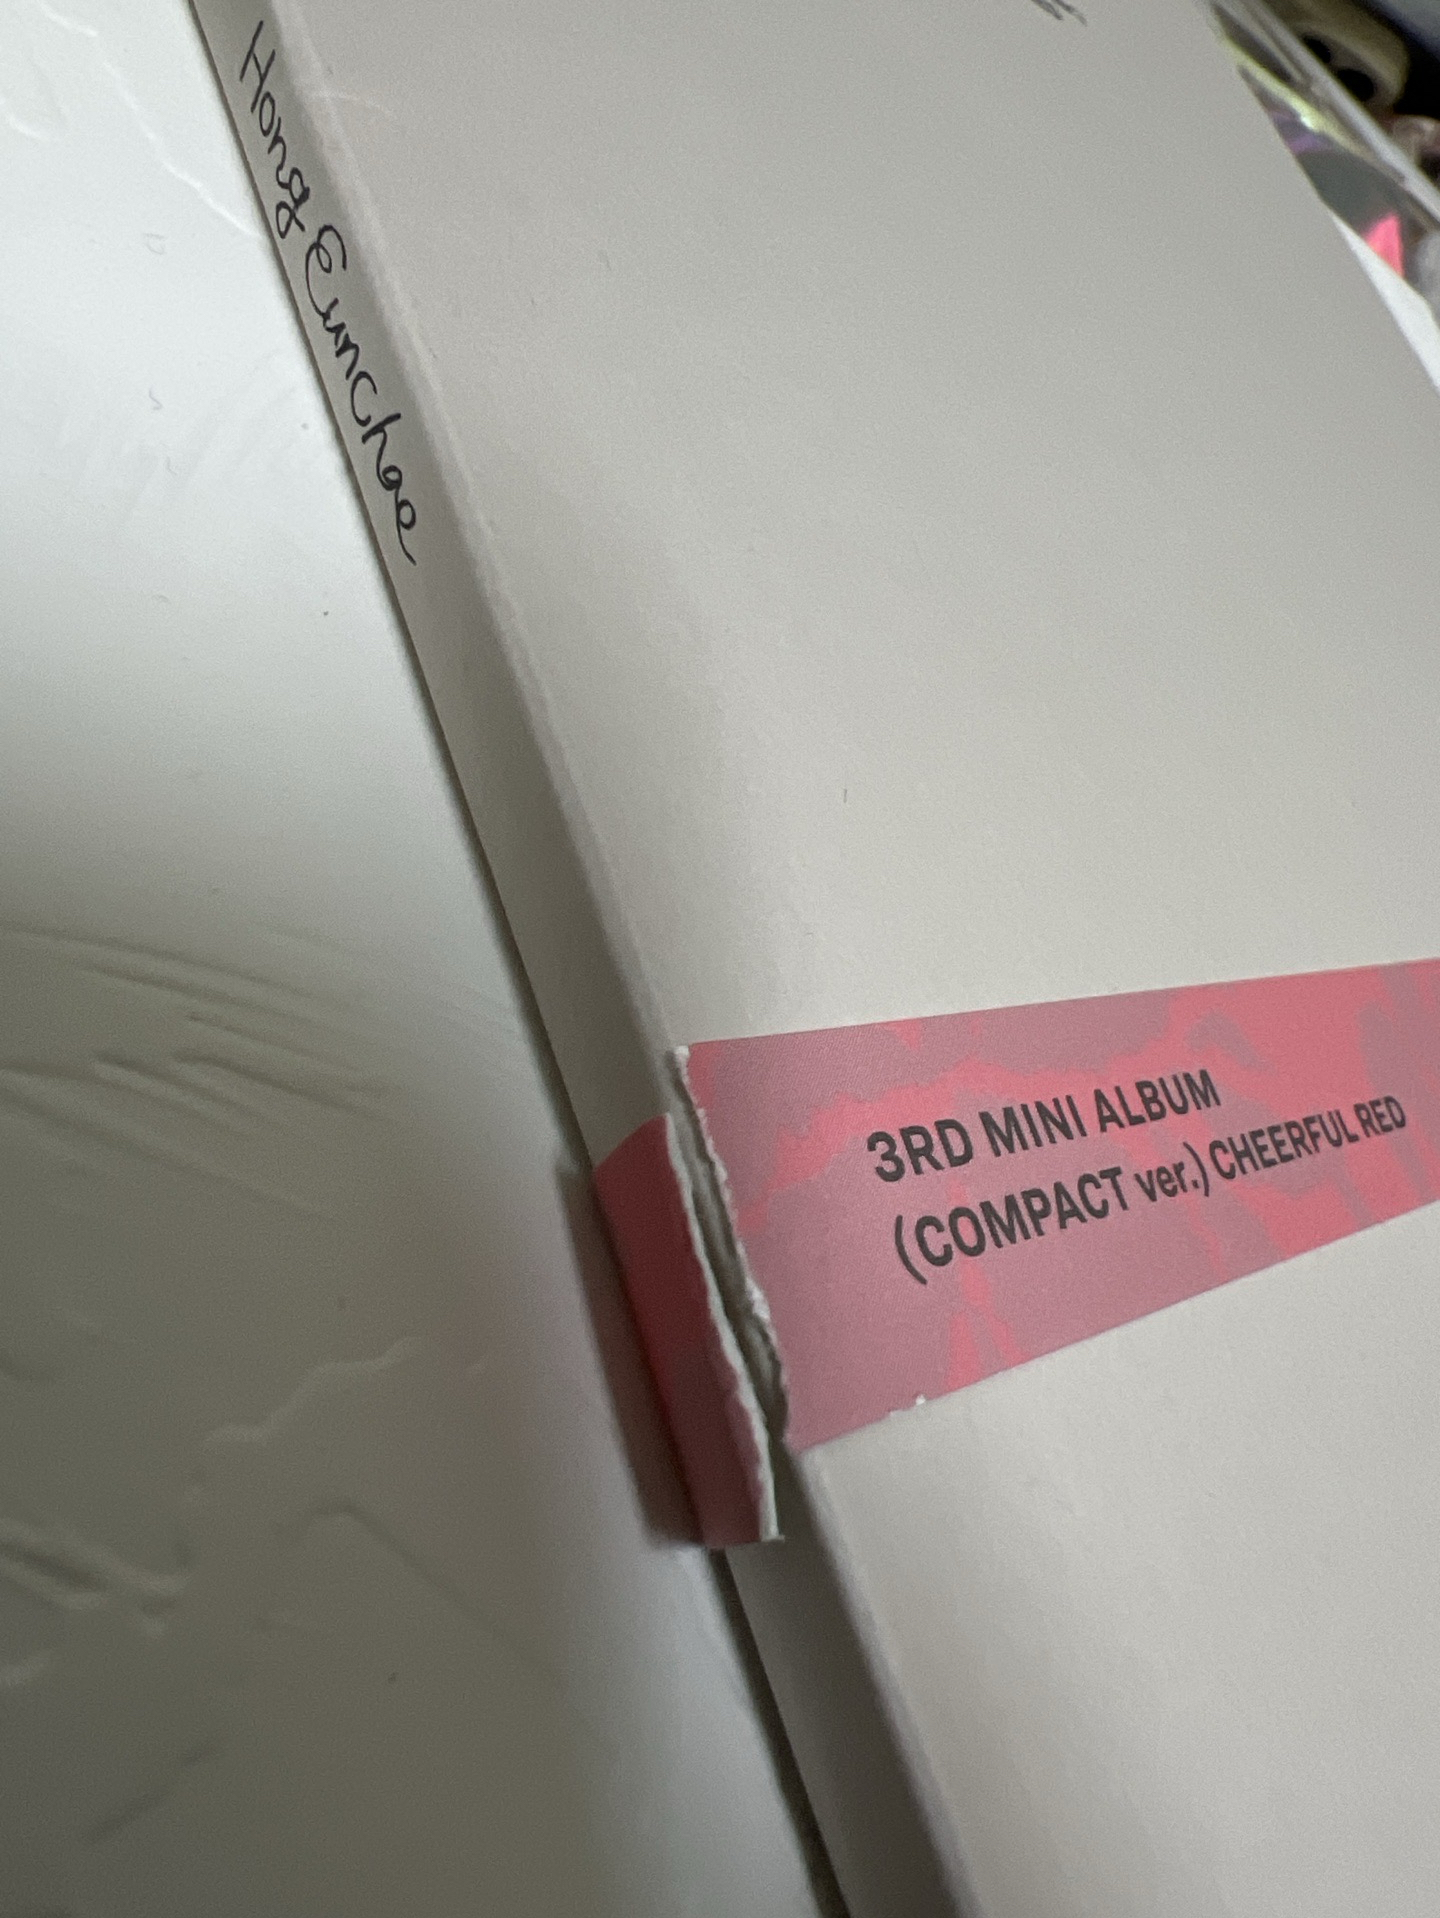 Hong Eunchae
3RD MINI ALBUM
(COMPACT ver.) CHEERFUL RED